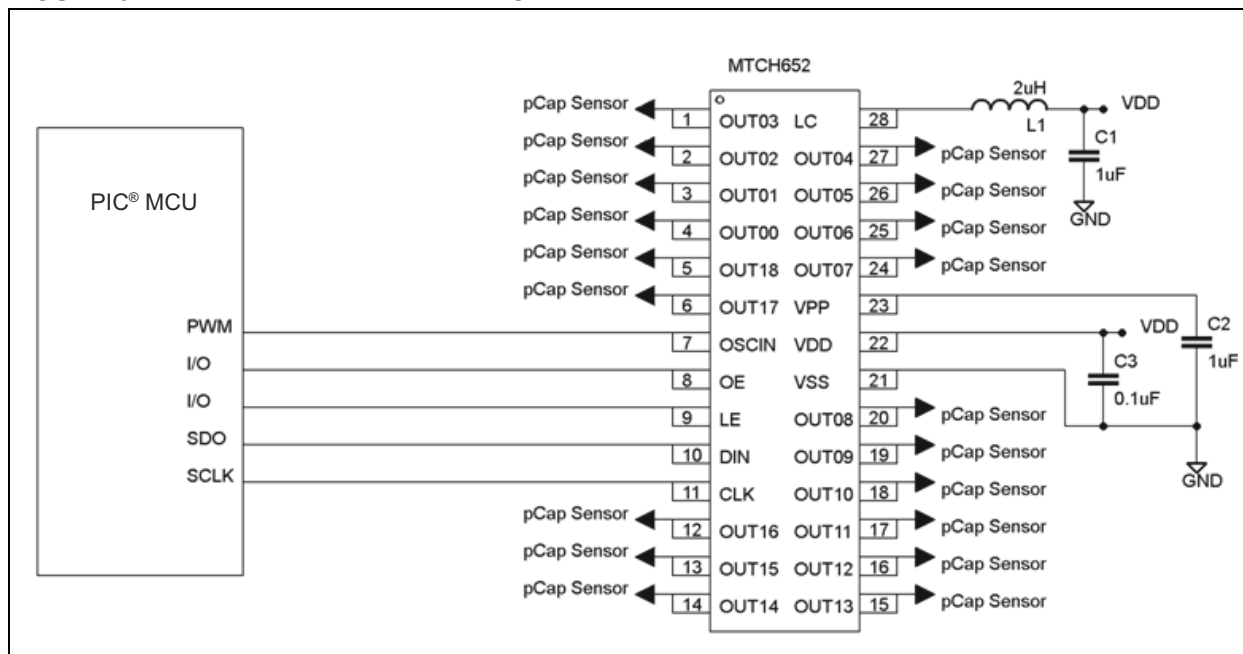 MTCH652
2uH
VDD
L1
C1
1uF
GND
pCap Sensor 1 OUT03 LC 28
pCap Sensor 2 OUT02 OUT04 27 pCap Sensor
PIC® MCU
pCap Sensor 3 OUT01 OUT05 26 pCap Sensor
pCap Sensor 4 OUT00 OUT06 25 pCap Sensor
pCap Sensor 5 OUT18 OUT07 24 pCap Sensor
pCap Sensor 6 OUT17 VPP 23
PWM 7 OSCIN VDD 22 VDD
C2
1uF
I/O 8 OE VSS 21
C3
0.1uF
I/O 9 LE OUT08 20 pCap Sensor
SDO 10 DIN OUT09 19 pCap Sensor
GND
SCLK 11 CLK OUT10 18 pCap Sensor
pCap Sensor 12 OUT16 OUT11 17 pCap Sensor
pCap Sensor 13 OUT15 OUT12 16 pCap Sensor
pCap Sensor 14 OUT14 OUT13 15 pCap Sensor